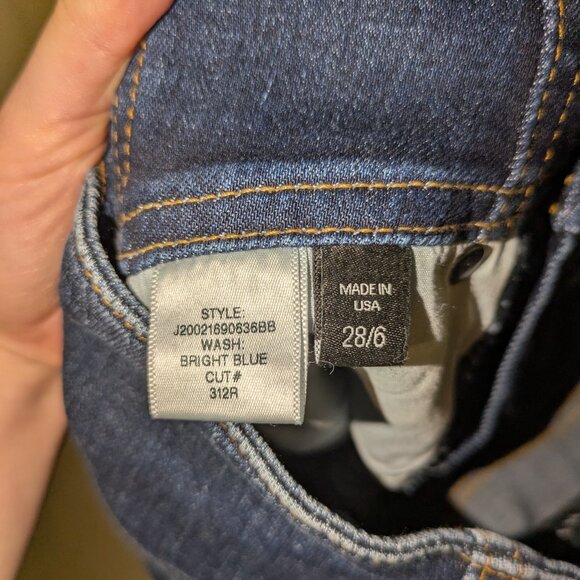 STYLE:
J20021690636BB
WASH:
BRIGHT BLUE
CUT#
312R
MADE IN
USA
28/6